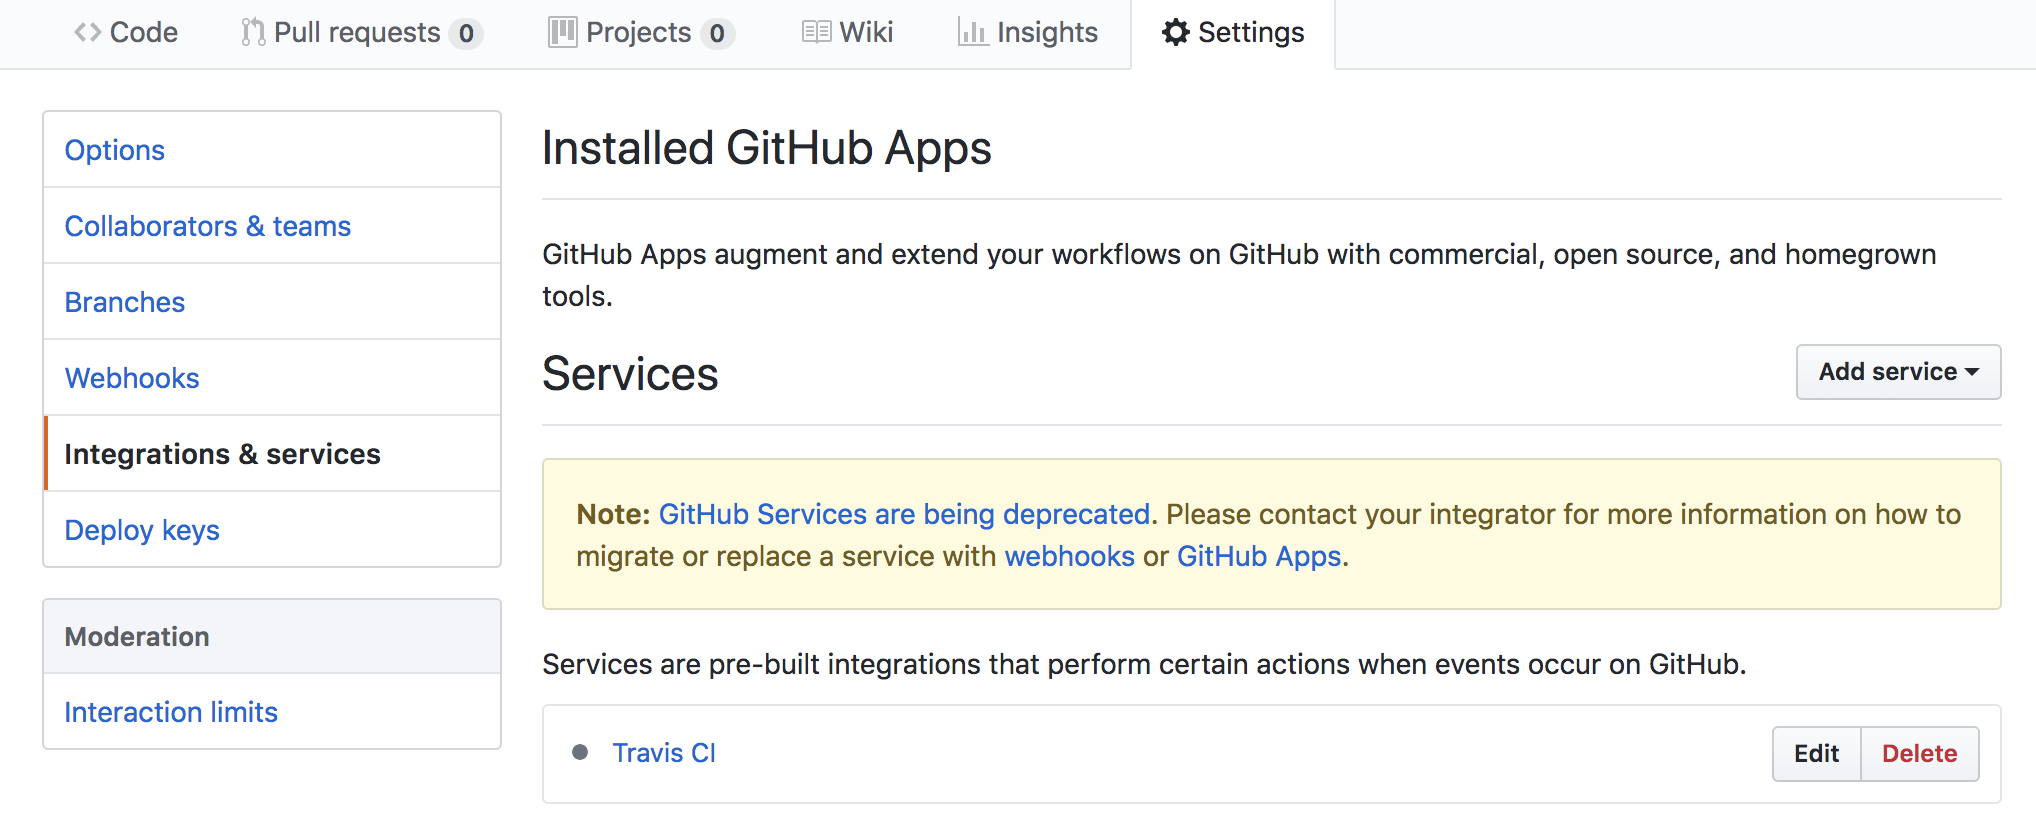 Code Pull requests 0 Projects 0 Wiki Insights Settings
Options
Collaborators & teams
Branches
Webhooks
Integrations & services
Deploy keys
Moderation
Interaction limits
Installed GitHub Apps
GitHub Apps augment and extend your workflows on GitHub with commercial, open source, and homegrown
tools.
Services
Add service
Note: GitHub Services are being deprecated. Please contact your integrator for more information on how to
migrate or replace a service with webhooks or GitHub Apps.
Services are pre-built integrations that perform certain actions when events occur on GitHub.
Travis CI
Edit Delete